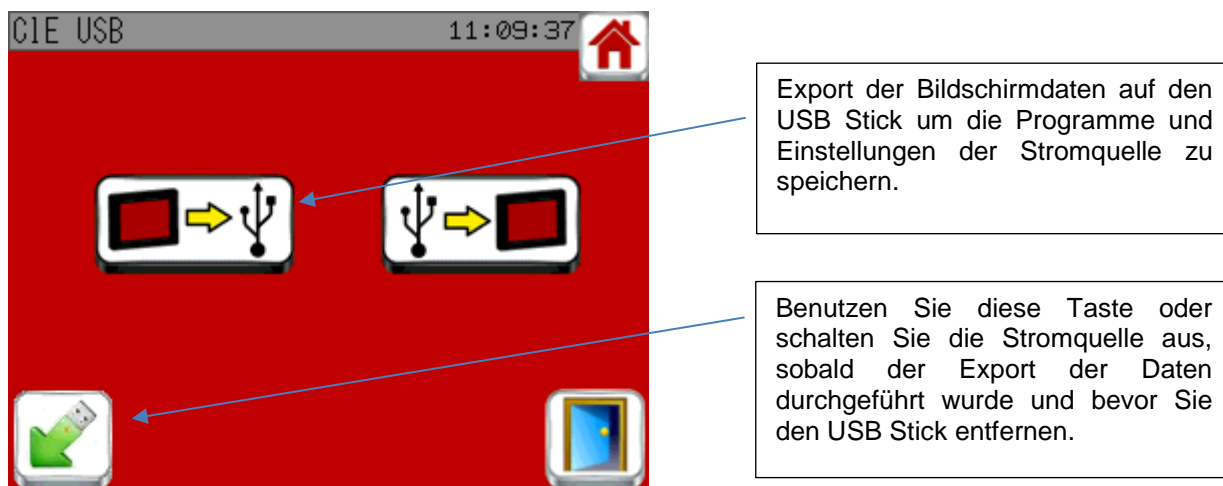 CIE USB
11:09:37
Export der Bildschirmdaten auf den
USB Stick um die Programme und
Einstellungen der Stromquelle zu
speichern.
Benutzen Sie diese Taste oder
schalten Sie die Stromquelle aus,
sobald der Export der Daten
durchgeführt wurde und bevor Sie
den USB Stick entfernen.